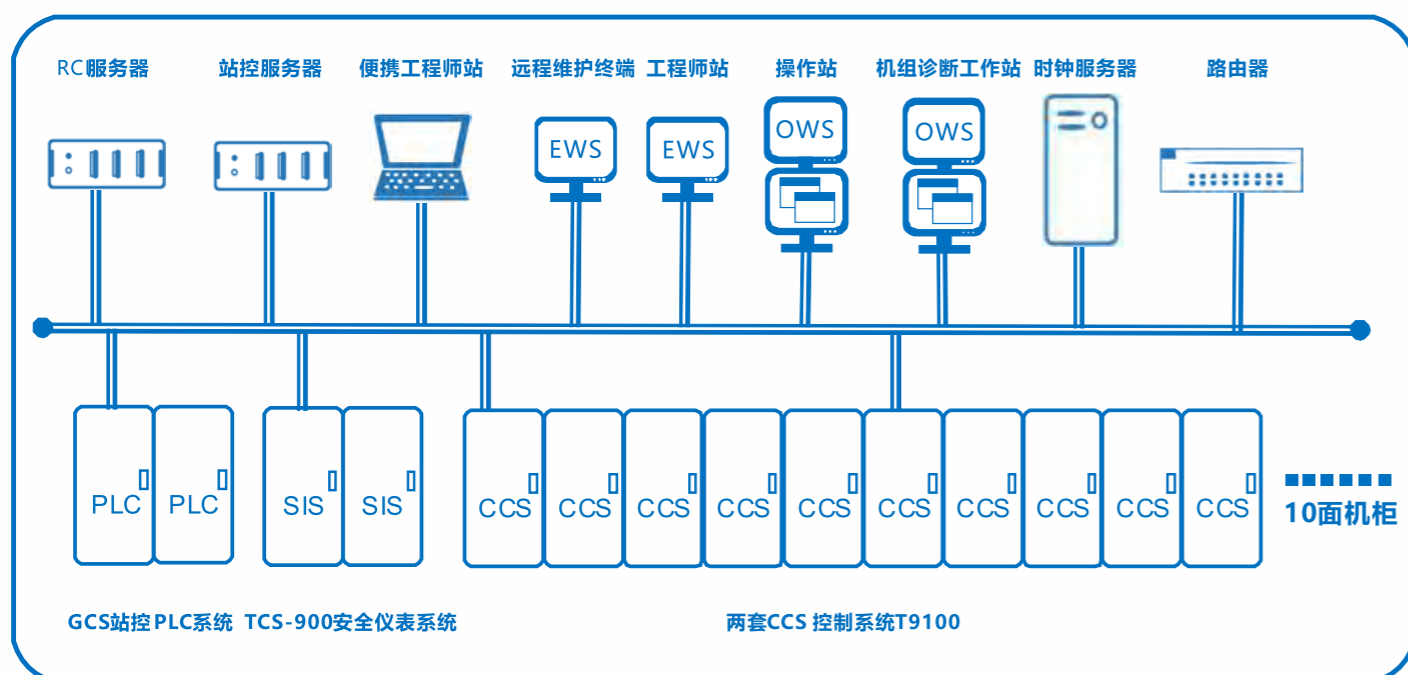 RCI服务器 站控服务器 便携工程师站 远程维护终端 工程师站 操作站 机组诊断工作站 时钟服务器 路由器
EWS EWS OWS OWS
PLC PLC SIS SIS CCS CCS CCS CCS CCS CCS CCS CCS CCS CCS
10面机柜
GCS站控PLC系统 TCS-900安全仪表系统 两套CCS 控制系统T9100